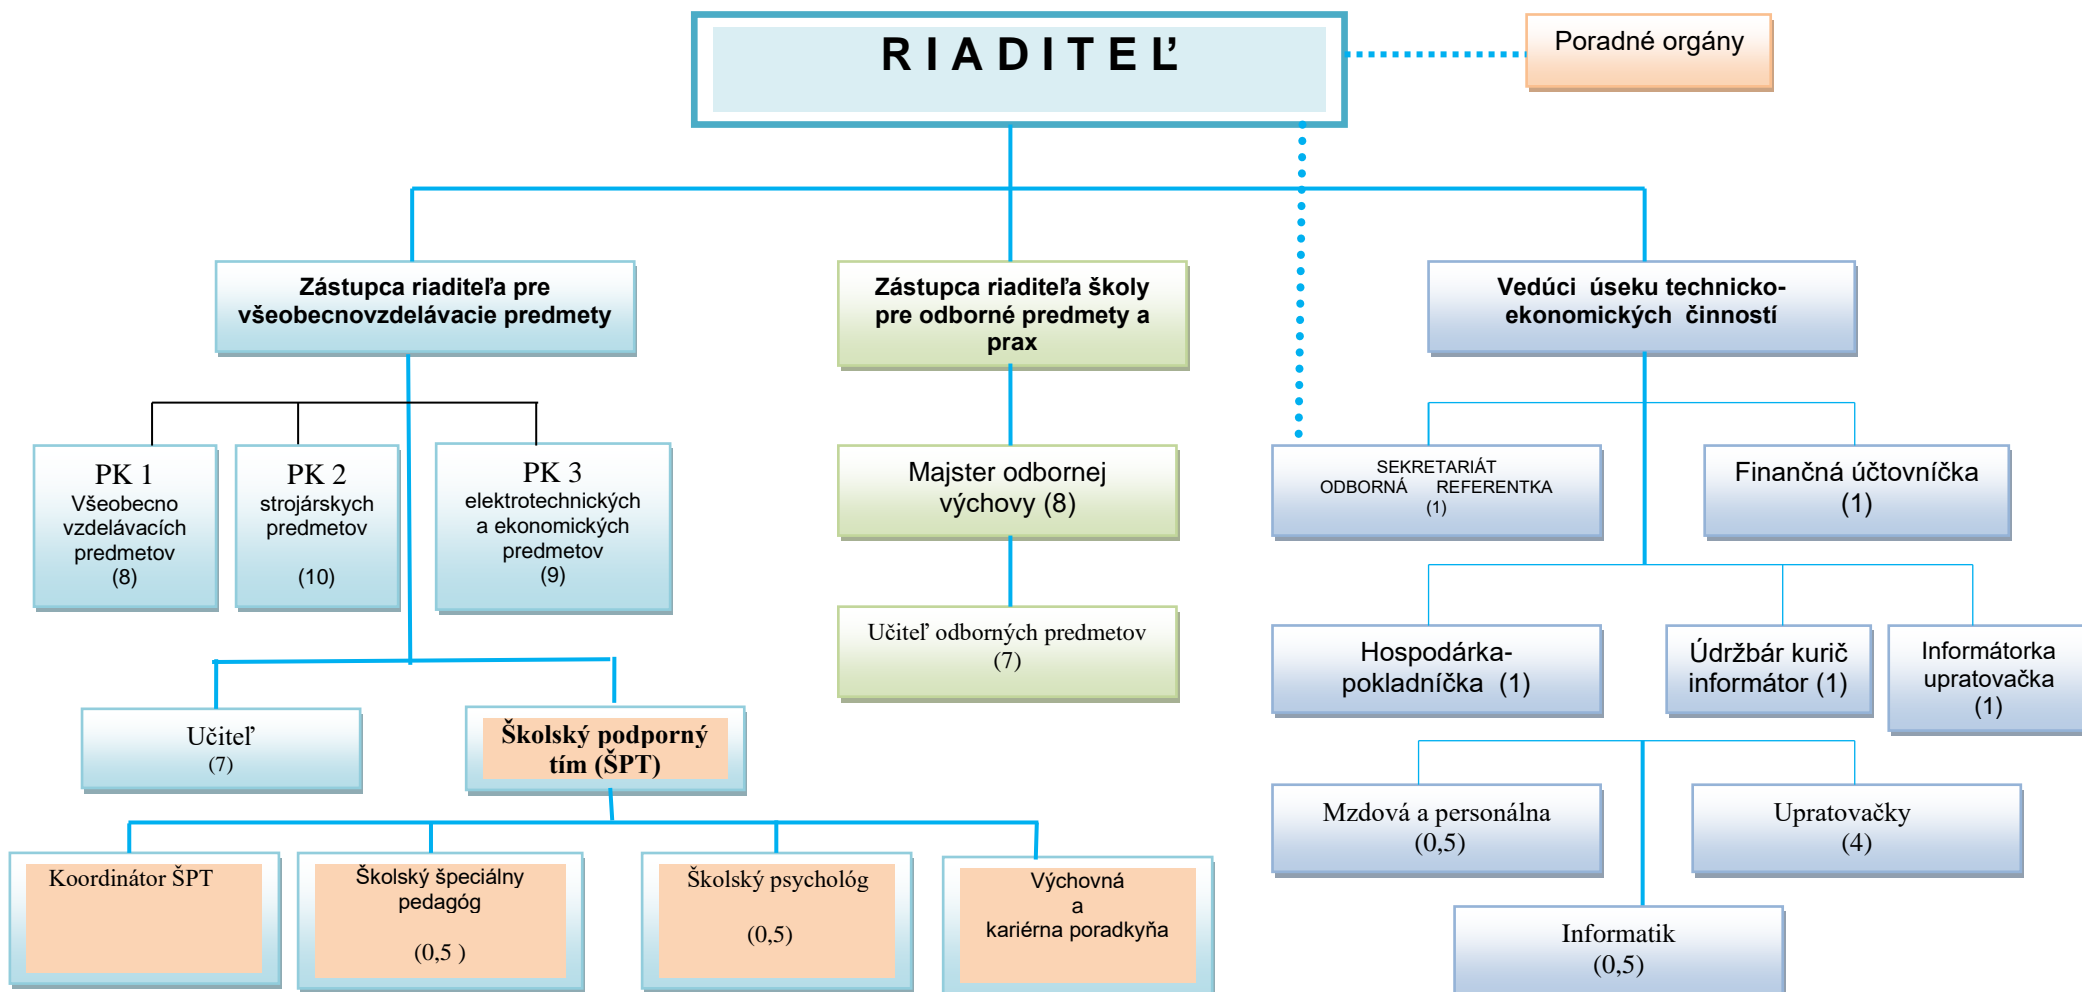 R I A D I T E Ľ
Poradné orgány
Zástupca riaditeľa pre
všeobecnovzdelávacie predmety
Zástupca riaditeľa školy
pre odborné predmety a
prax
Vedúci úseku technicko-
ekonomických činností
PK 1
Všeobecno
vzdelávacích
predmetov
(8)
PK 2
strojárskych
predmetov
(10)
PK 3
elektrotechnických
a ekonomických
predmetov
(9)
Majster odbornej
výchovy (8)
SEKRETARIÁT
ODBORNÁ REFERENTKA
(1)
Finančná účtovníčka
(1)
Učiteľ odborných predmetov
(7)
Hospodárka-
pokladníčka (1)
Údržbár kurič
informátor (1)
Informátorka
upratovačka
(1)
Učiteľ
(7)
Školský podporný
tím (ŠPT)
Mzdová a personálna
(0,5)
Upratovačky
(4)
Koordinátor ŠPT
Školský špeciálny
pedagóg
(0,5 )
Školský psychológ
(0,5)
Výchovná
a
kariérna poradkyňa
Informatik
(0,5)